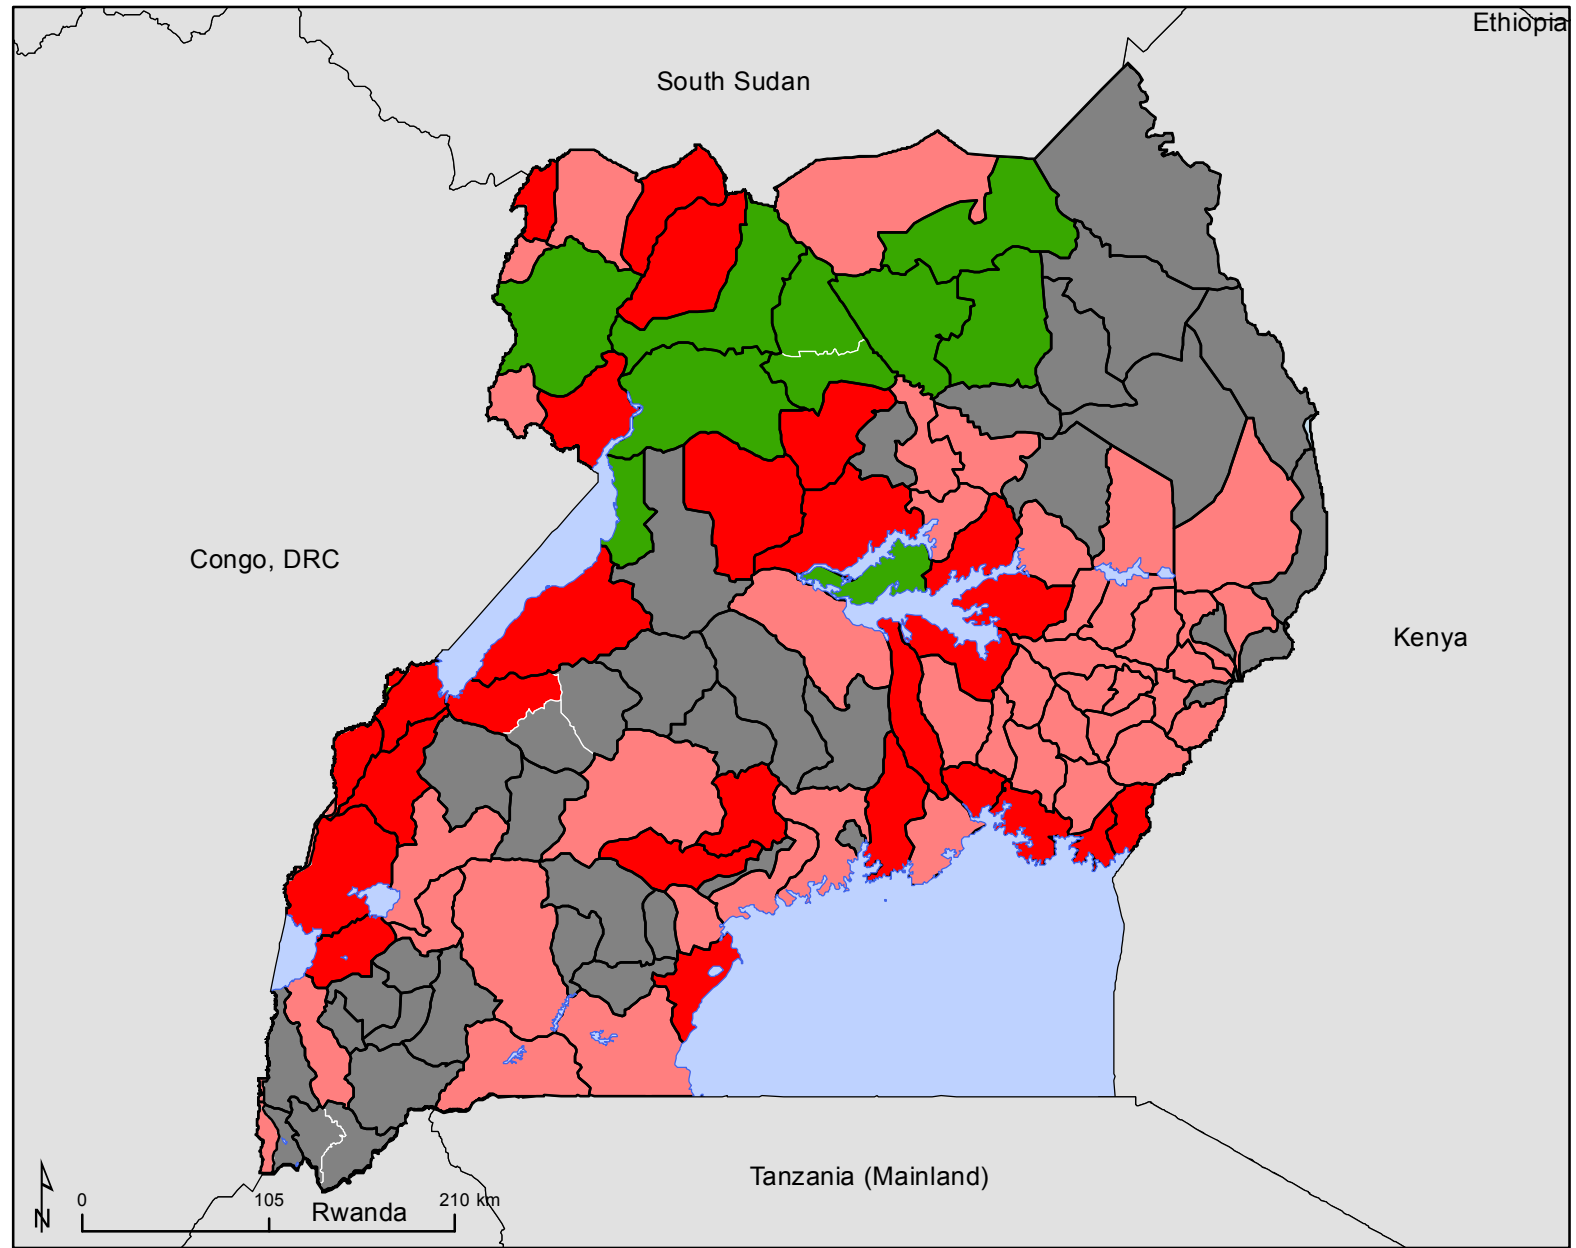 Ethiopia
South Sudan
Congo, DRC
Kenya
Tanzania (Mainland)
0 105 210 km
Rwanda
N